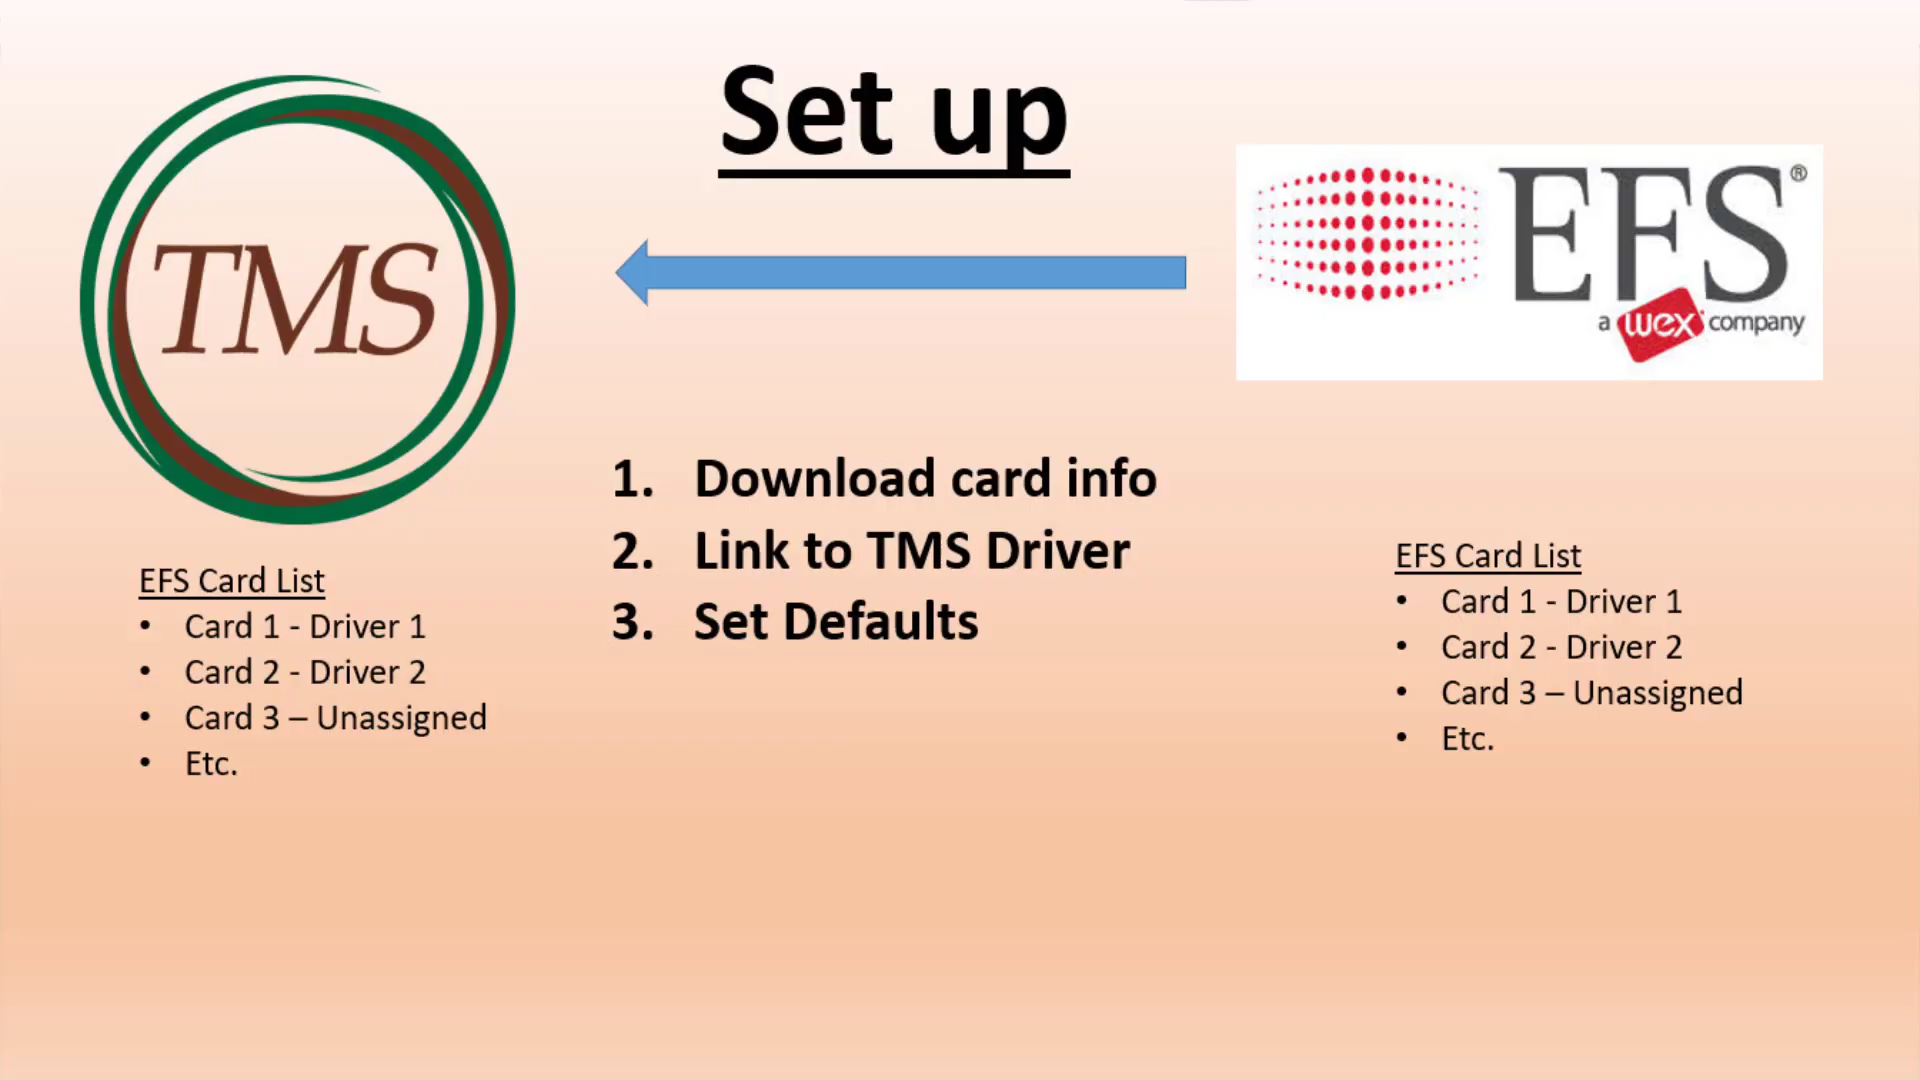 Set up
TMS
EFS®
a wex company
1. Download card info
2. Link to TMS Driver
3. Set Defaults
EFS Card List
• Card 1 - Driver 1
• Card 2 - Driver 2
• Card 3 – Unassigned
• Etc.
EFS Card List
• Card 1 - Driver 1
• Card 2 - Driver 2
• Card 3 – Unassigned
• Etc.